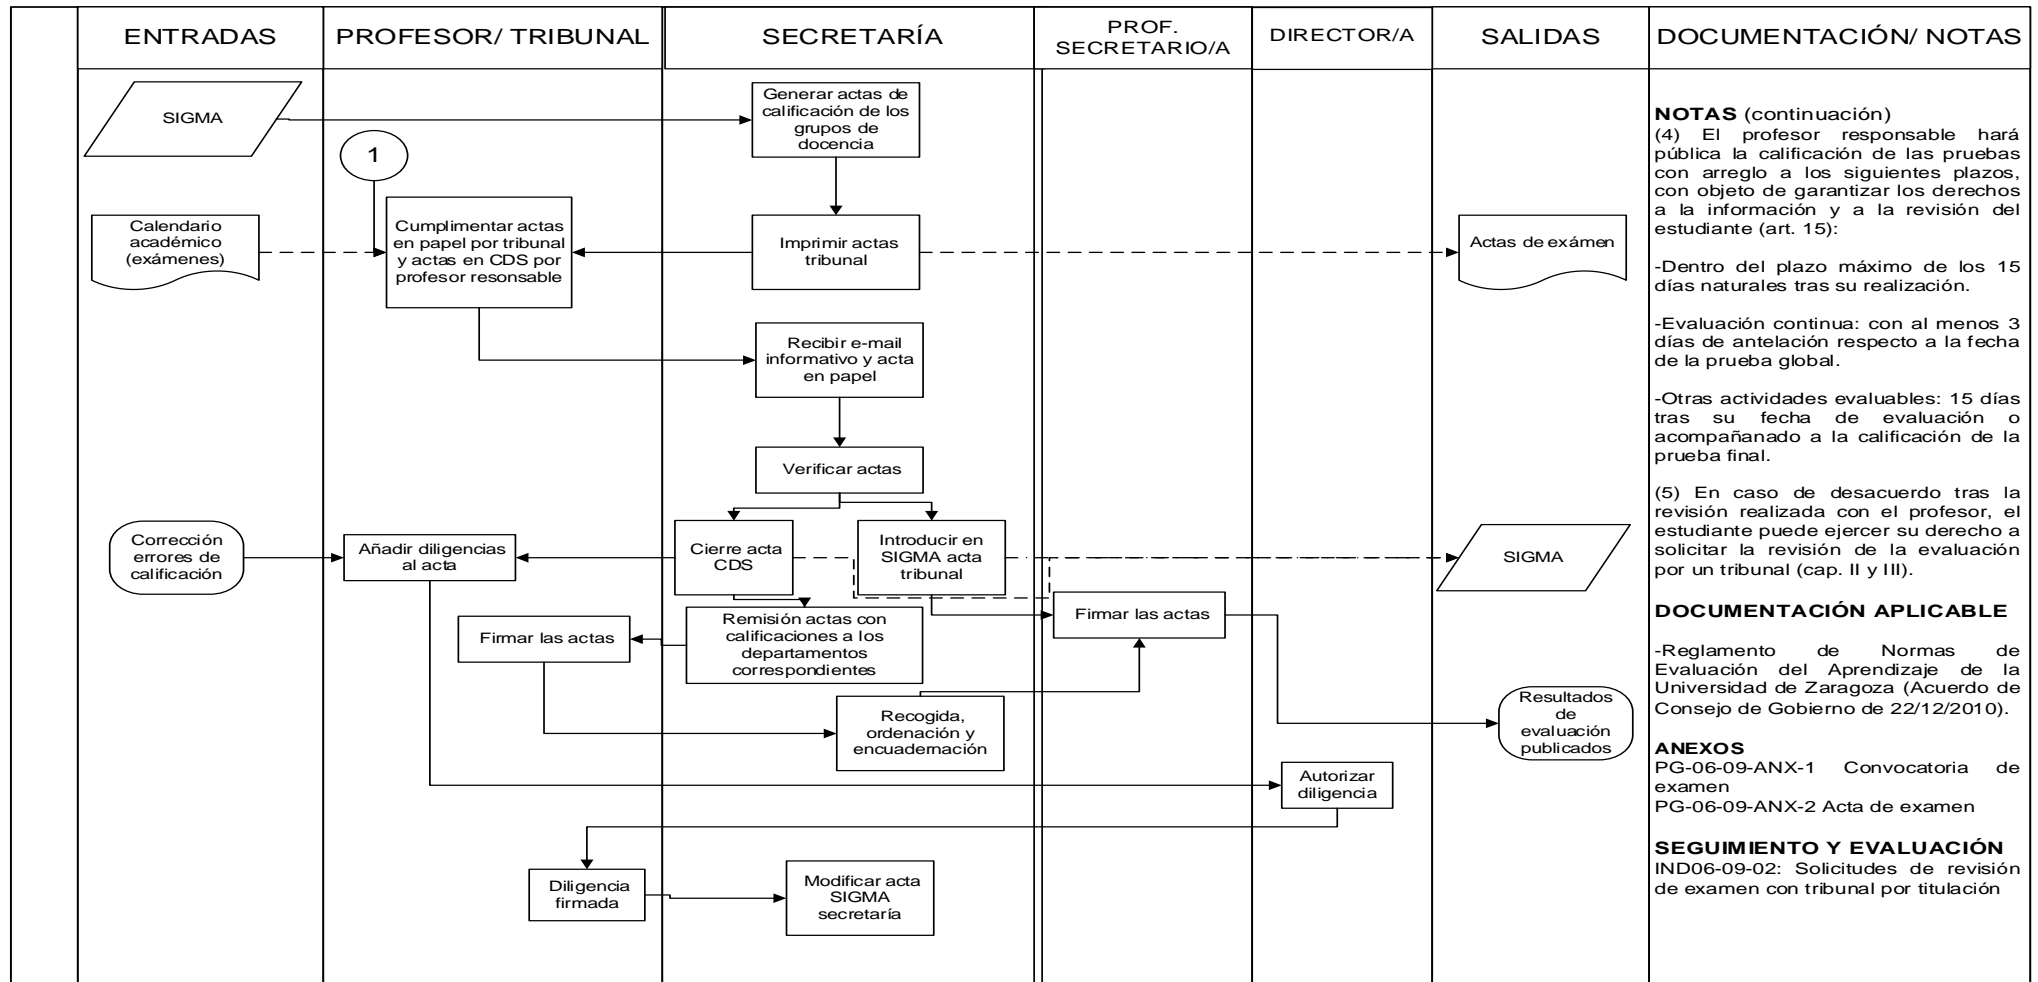 ENTRADAS
PROFESOR/ TRIBUNAL
SECRETARÍA
PROF.
SECRETARIO/A
DIRECTOR/A
SALIDAS
DOCUMENTACIÓN/ NOTAS
SIGMA
Generar actas de
calificación de los
grupos de
docencia
1
Calendario
académico
(exámenes)
Cumplimentar actas
en papel por tribunal
y actas en CDS por
profesor resonsable
Imprimir actas
tribunal
Actas de exámen
Recibir e-mail
informativo y acta
en papel
Verificar actas
Corrección
errores de
calificación
Añadir diligencias
al acta
Cierre acta
CDS
Introducir en
SIGMA acta
tribunal
SIGMA
Firmar las actas
Remisión actas con
calificaciones a los
departamentos
correspondientes
Firmar las actas
Recogida,
ordenación y
encuadernación
Resultados
de
evaluación
publicados
Autorizar
diligencia
Diligencia
firmada
Modificar acta
SIGMA
secretaría
NOTAS (continuación)
(4) El profesor responsable hará
pública la calificación de las pruebas
con arreglo a los siguientes plazos,
con objeto de garantizar los derechos
a la información y a la revisión del
estudiante (art. 15):
-Dentro del plazo máximo de los 15
días naturales tras su realización.
-Evaluación continua: con al menos 3
días de antelación respecto a la fecha
de la prueba global.
-Otras actividades evaluables: 15 días
tras su fecha de evaluación o
acompañanado a la calificación de la
prueba final.
(5) En caso de desacuerdo tras la
revisión realizada con el profesor, el
estudiante puede ejercer su derecho a
solicitar la revisión de la evaluación
por un tribunal (cap. II y III).
DOCUMENTACIÓN APLICABLE
-Reglamento de Normas de
Evaluación del Aprendizaje de la
Universidad de Zaragoza (Acuerdo de
Consejo de Gobierno de 22/12/2010).
ANEXOS
PG-06-09-ANX-1 Convocatoria de
examen
PG-06-09-ANX-2 Acta de examen
SEGUIMIENTO Y EVALUACIÓN
IND06-09-02: Solicitudes de revisión
de examen con tribunal por titulación